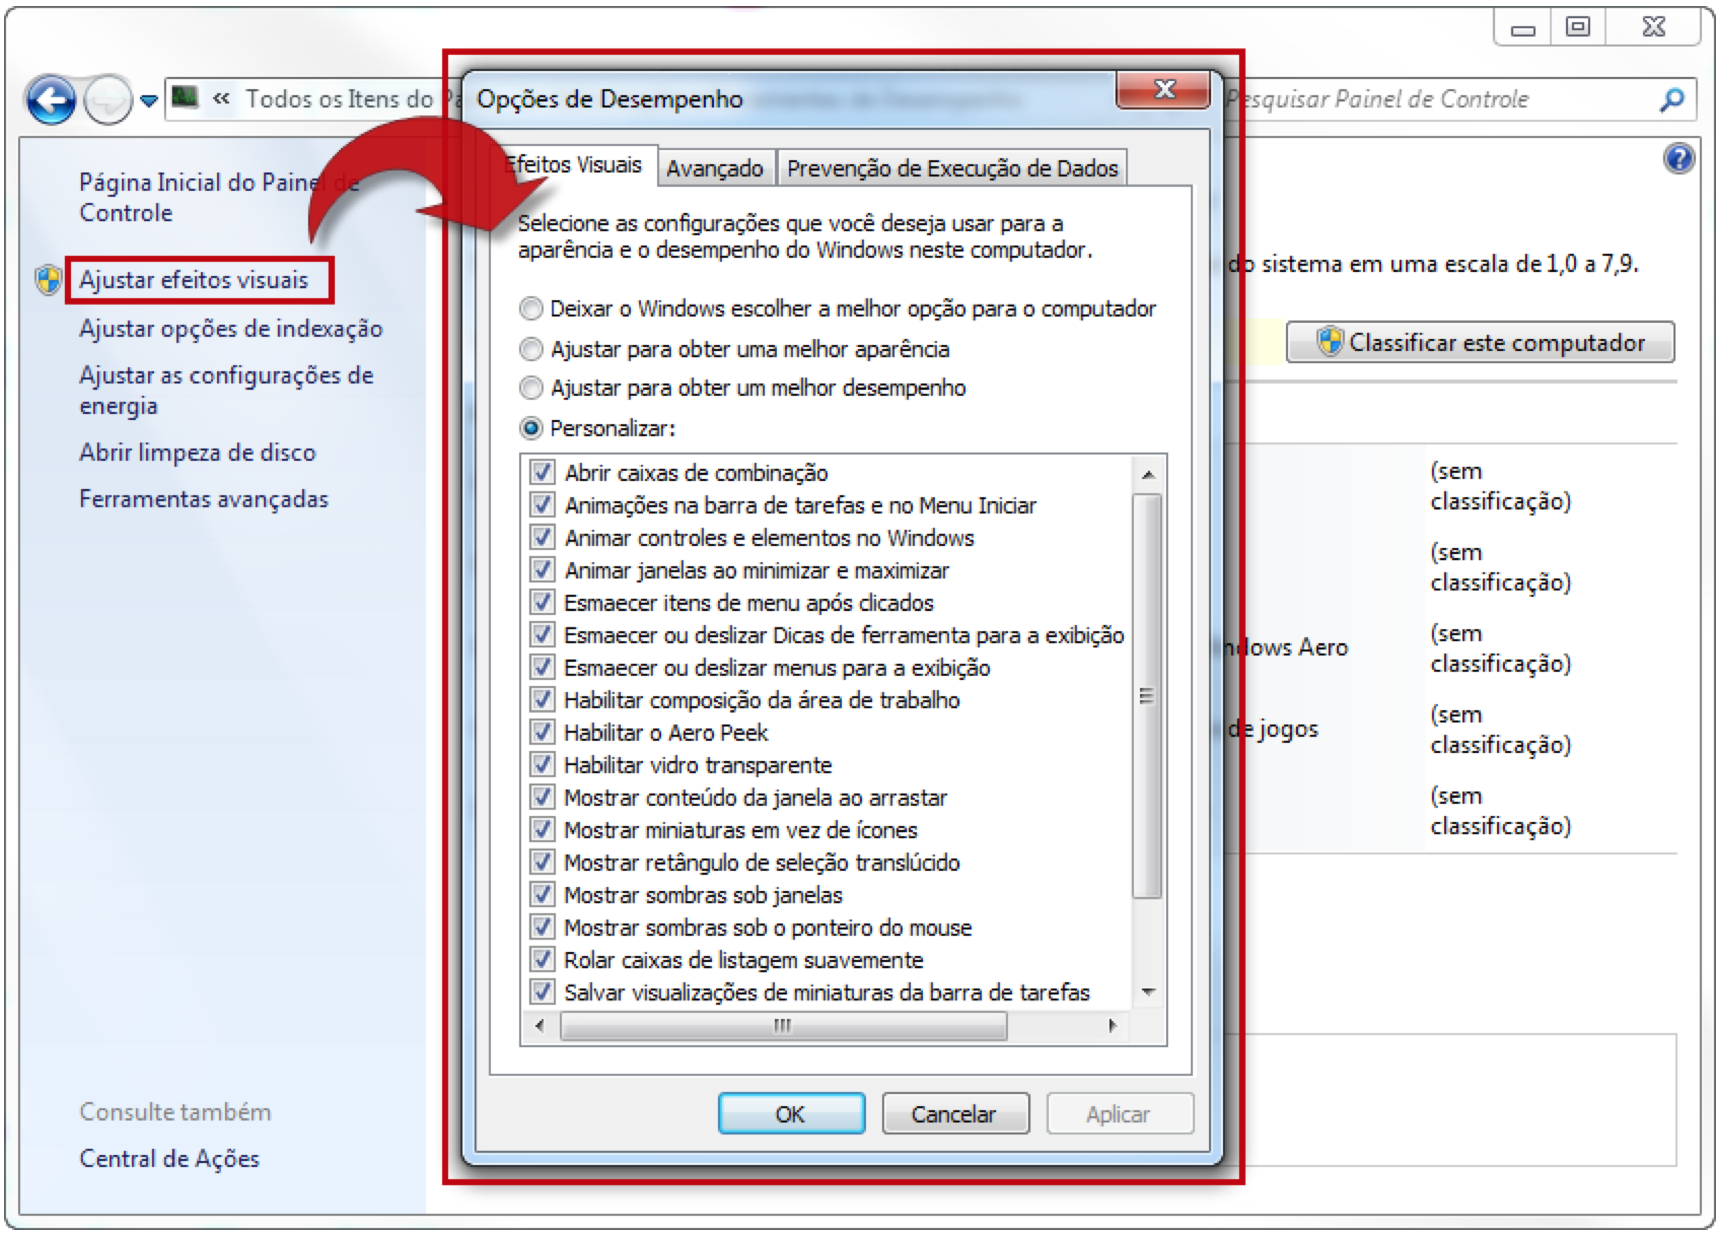 « Todos os Itens do
Pesquisar Painel de Controle
Página Inicial do Painel de
Controle
Ajustar efeitos visuais
Ajustar opções de indexação
Ajustar as configurações de
energia
Abrir limpeza de disco
Ferramentas avançadas
Consulte também
Central de Ações
Opções de Desempenho
Efeitos Visuais
Avançado
Prevenção de Execução de Dados
Selecione as configurações que você deseja usar para a
aparência e o desempenho do Windows neste computador.
Deixar o Windows escolher a melhor opção para o computador
Ajustar para obter uma melhor aparência
Ajustar para obter um melhor desempenho
Personalizar:
Abrir caixas de combinação
Animações na barra de tarefas e no Menu Iniciar
Animar controles e elementos no Windows
Animar janelas ao minimizar e maximizar
Esmaecer itens de menu após clicados
Esmaecer ou deslizar Dicas de ferramenta para a exibição
Esmaecer ou deslizar menus para a exibição
Habilitar composição da área de trabalho
Habilitar o Aero Peek
Habilitar vidro transparente
Mostrar conteúdo da janela ao arrastar
Mostrar miniaturas em vez de ícones
Mostrar retângulo de seleção translúcido
Mostrar sombras sob janelas
Mostrar sombras sob o ponteiro do mouse
Rolar caixas de listagem suavemente
Salvar visualizações de miniaturas da barra de tarefas
OK
Cancelar
Aplicar
do sistema em uma escala de 1,0 a 7,9.
Classificar este computador
(sem
classificação)
(sem
classificação)
Aero
(sem
classificação)
de jogos
(sem
classificação)
(sem
classificação)